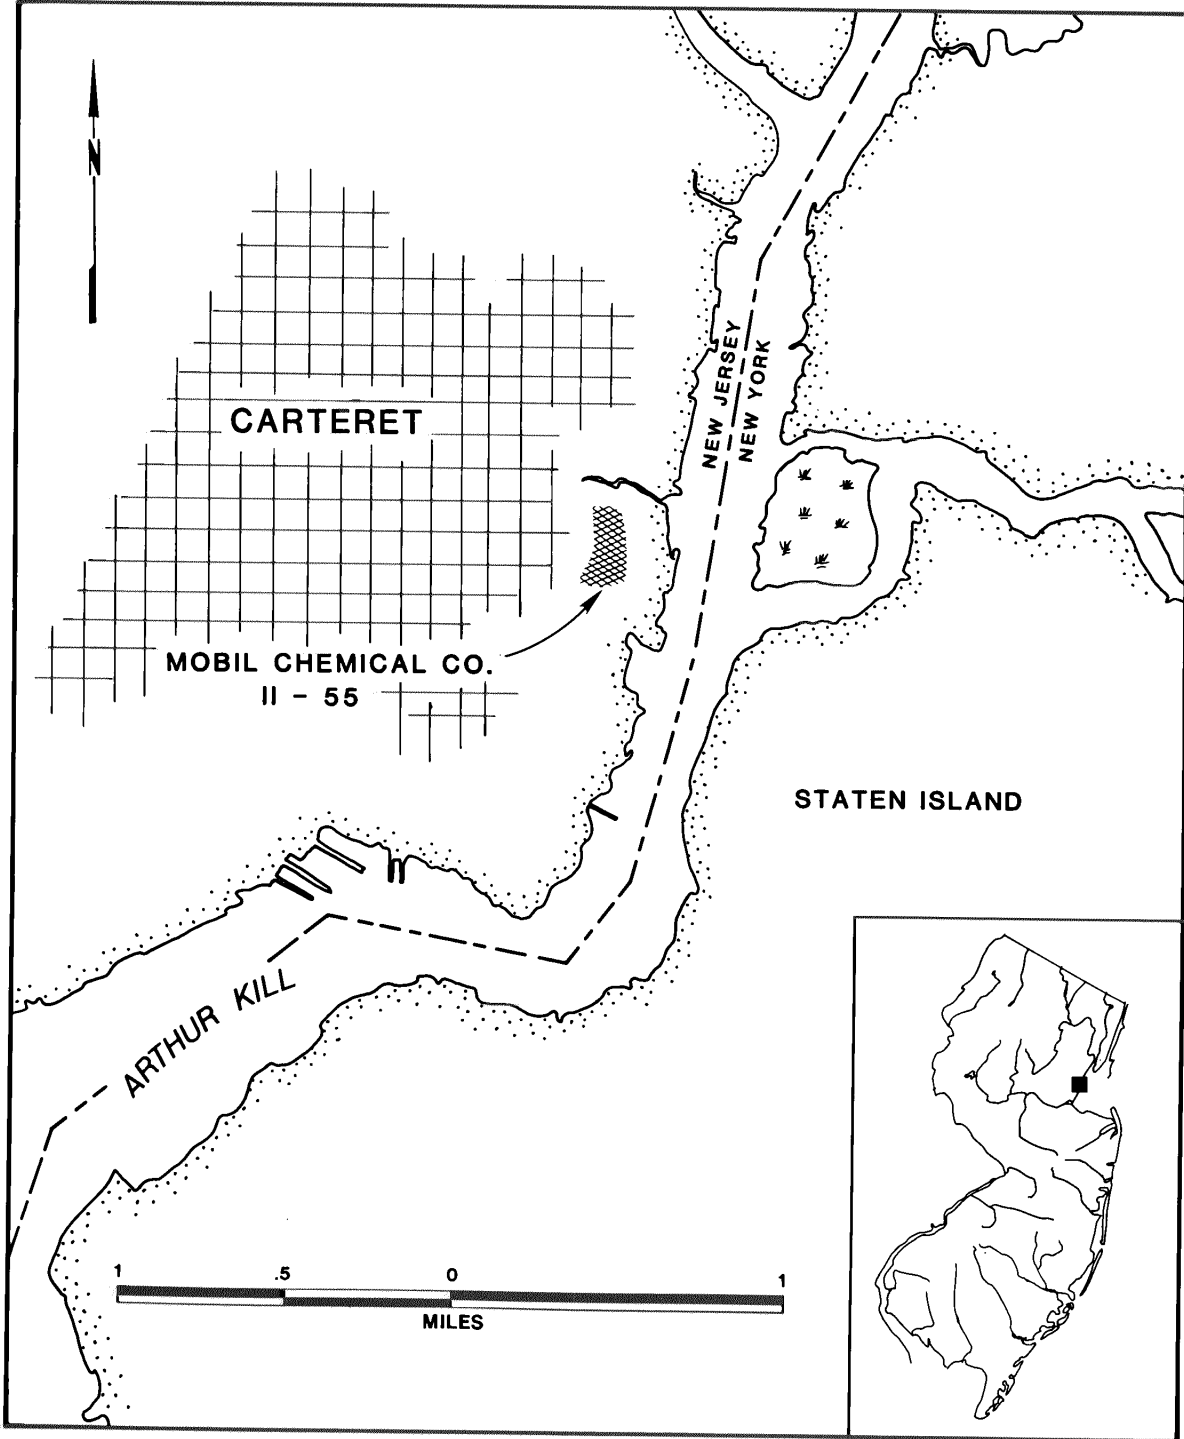 N
NEW JERSEY
NEW YORK
CARTERET
MOBIL CHEMICAL CO.
II - 55
STATEN ISLAND
ARTHUR KILL
1 .5 0 1
MILES